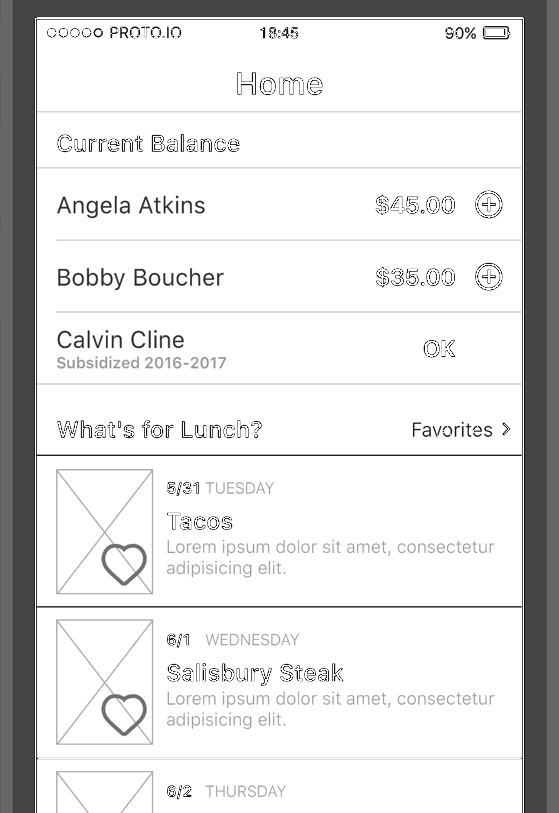 PROTO.IO 18:45 90%
Home
Current Balance
Angela Atkins $45.00
Bobby Boucher $35.00
Calvin Cline OK
Subsidized 2016-2017
What's for Lunch? Favorites
5/31 TUESDAY
Tacos
Lorem ipsum dolor sit amet, consectetur
adipisicing elit.
6/1 WEDNESDAY
Salisbury Steak
Lorem ipsum dolor sit amet, consectetur
adipisicing elit.
6/2 THURSDAY